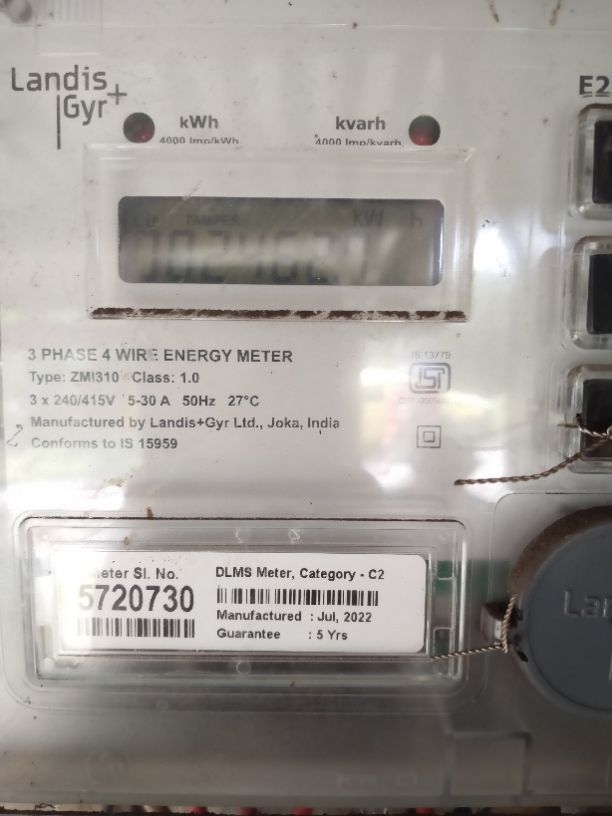 Landis
Gyr+
E2
kWh
4000 Imp/kWh
kvarh
4000 Imp/kvarh
TAMPER
kW h
3 PHASE 4 WIRE ENERGY METER
Type: ZMI310 Class: 1.0
3 x 240/415V 5-30 A 50Hz 27°C
Manufactured by Landis+Gyr Ltd., Joka, India
Conforms to IS 15959
IS 13779
ISI
Meter Sl. No.
5720730
DLMS Meter, Category - C2
Manufactured : Jul, 2022
Guarantee : 5 Yrs
Lan